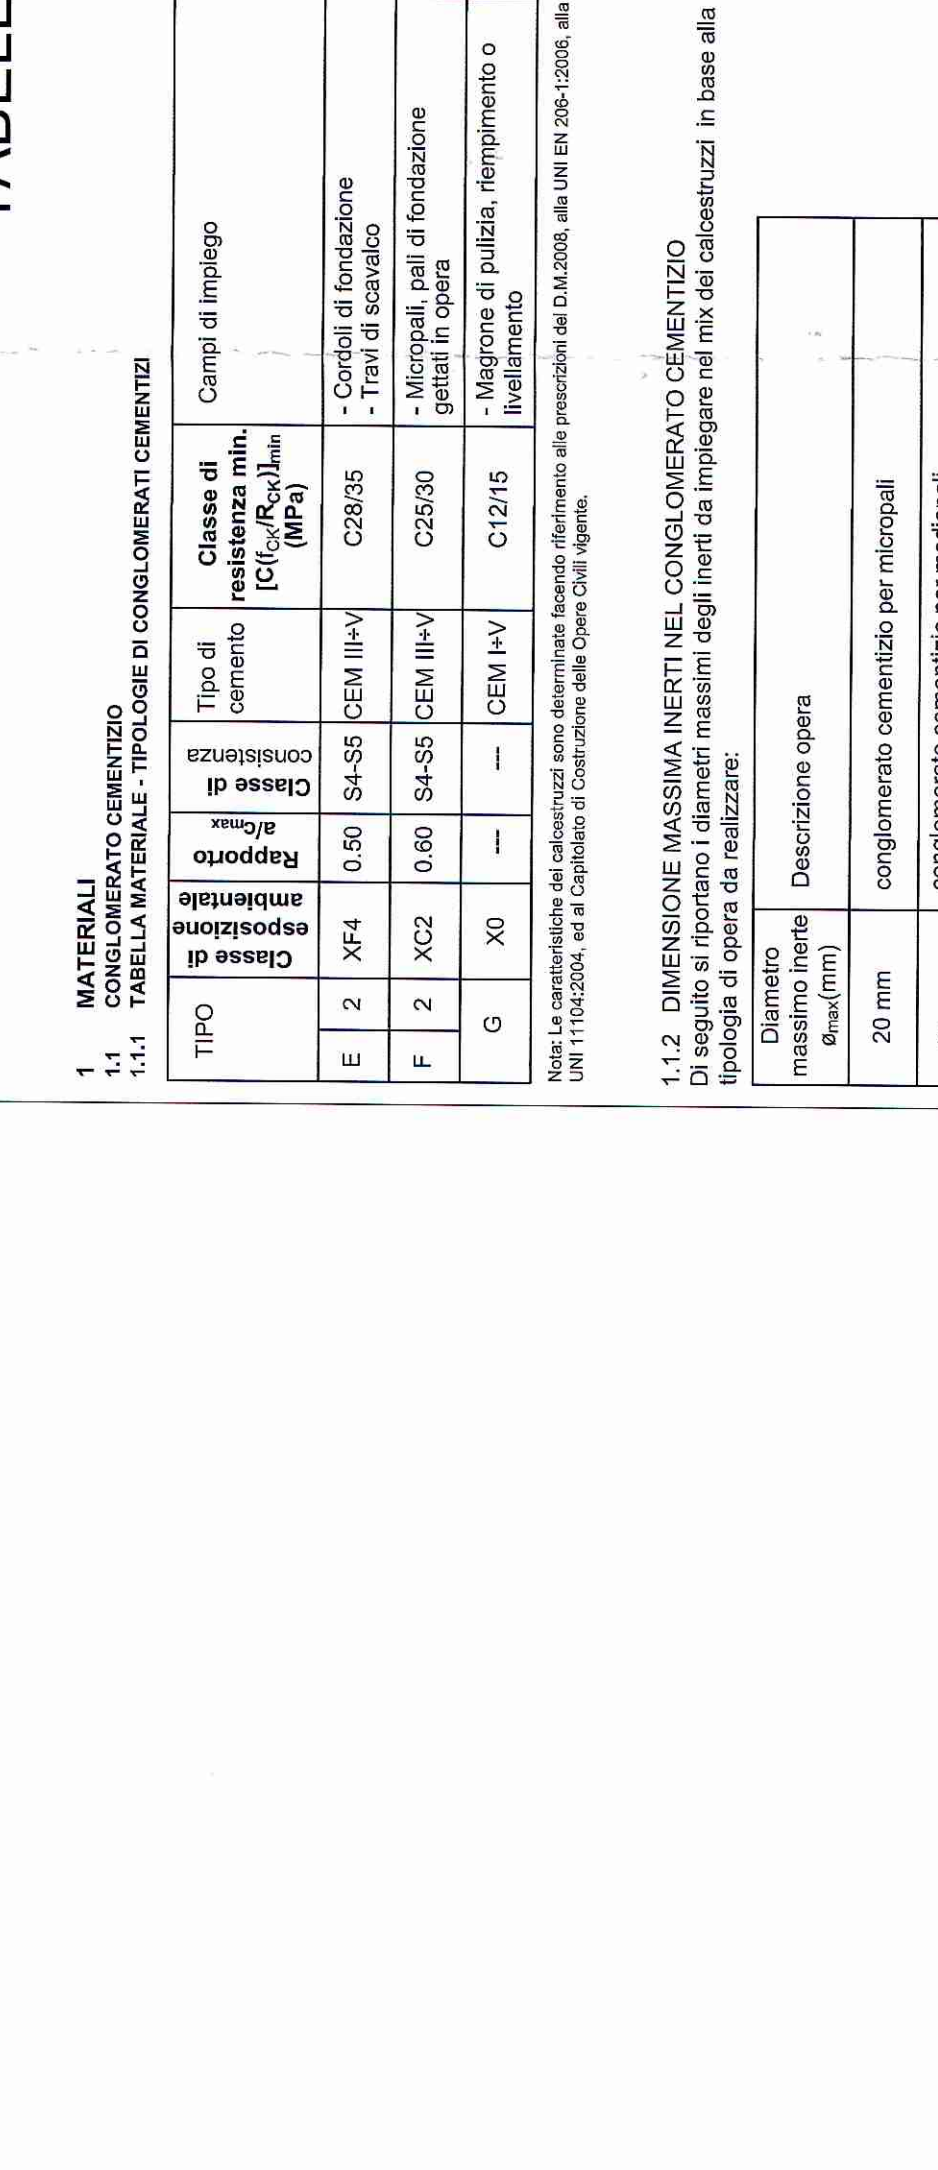 1 MATERIALI
1.1 CONGLOMERATO CEMENTIZIO
1.1.1 TABELLA MATERIALE - TIPOLOGIE DI CONGLOMERATI CEMENTIZI
TIPO
Classe di
esposizione
ambientale
Rapporto
a/Cmax
Classe di
consistenza
Tipo di
cemento
Classe di
resistenza min.
[C(fCK/RCK)]min
(MPa)
Campi di impiego
E 2 XF4 0.50 S4-S5 CEM III÷V C28/35 - Cordoli di fondazione
- Travi di scavalco
F 2 XC2 0.60 S4-S5 CEM III÷V C25/30 - Micropali, pali di fondazione
gettati in opera
G X0 --- --- CEM I÷V C12/15 - Magrone di pulizia, riempimento o
livellamento
Nota: Le caratteristiche dei calcestruzzi sono determinate facendo riferimento alle prescrizioni del D.M.2008, alla UNI EN 206-1:2006, alla
UNI 11104:2004, ed al Capitolato di Costruzione delle Opere Civili vigente.
1.1.2 DIMENSIONE MASSIMA INERTI NEL CONGLOMERATO CEMENTIZIO
Di seguito si riportano i diametri massimi degli inerti da impiegare nel mix dei calcestruzzi in base alla
tipologia di opera da realizzare:
Diametro
massimo inerte
ømax(mm)
Descrizione opera
20 mm conglomerato cementizio per micropali